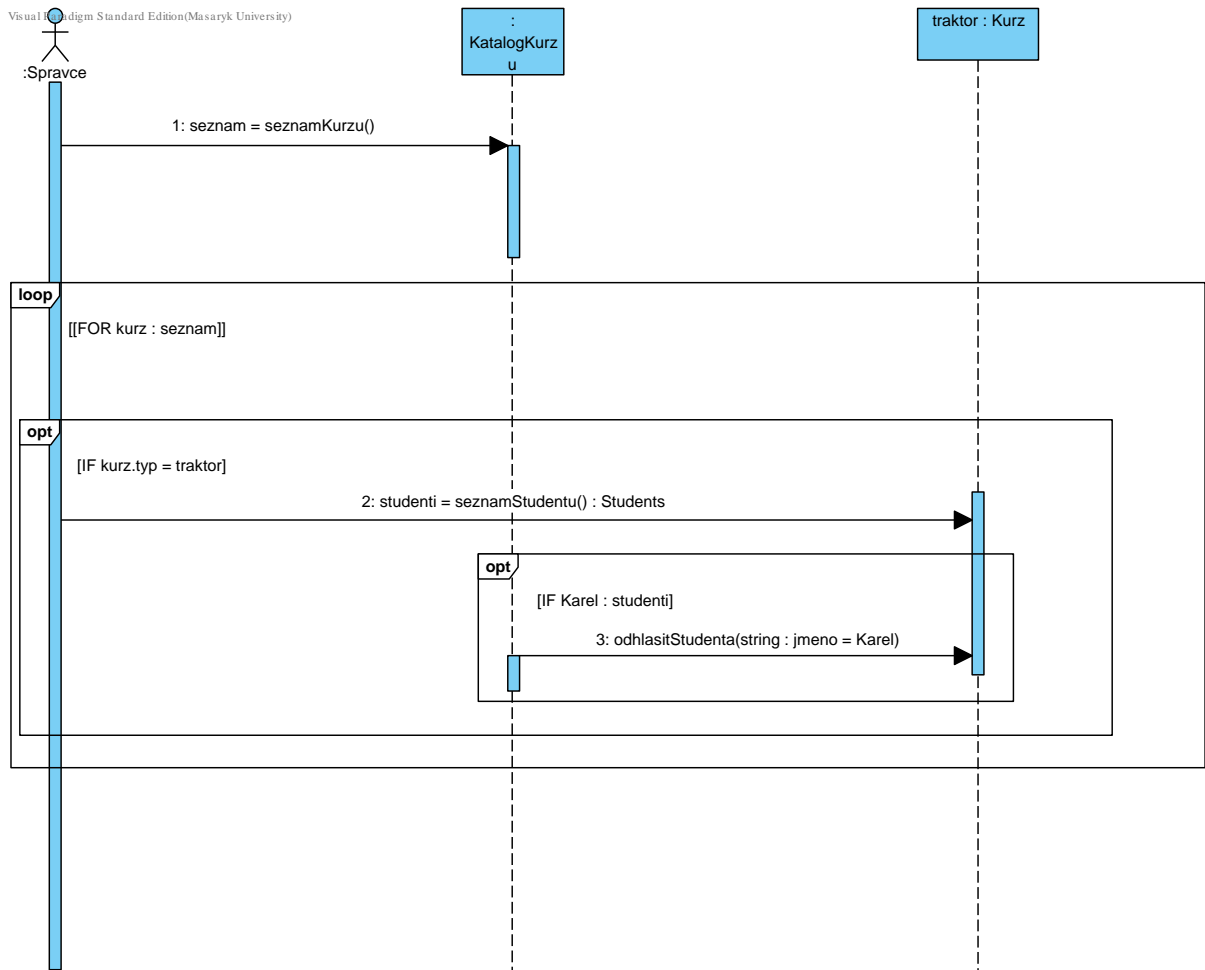 Visual Paradigm Standard Edition(Masaryk University)
:Spravce
:
KatalogKurz
u
traktor : Kurz
1: seznam = seznamKurzu()
loop
[[FOR kurz : seznam]]
opt
[IF kurz.typ = traktor]
2: studenti = seznamStudentu() : Students
opt
[IF Karel : studenti]
3: odhlasitStudenta(string : jmeno = Karel)